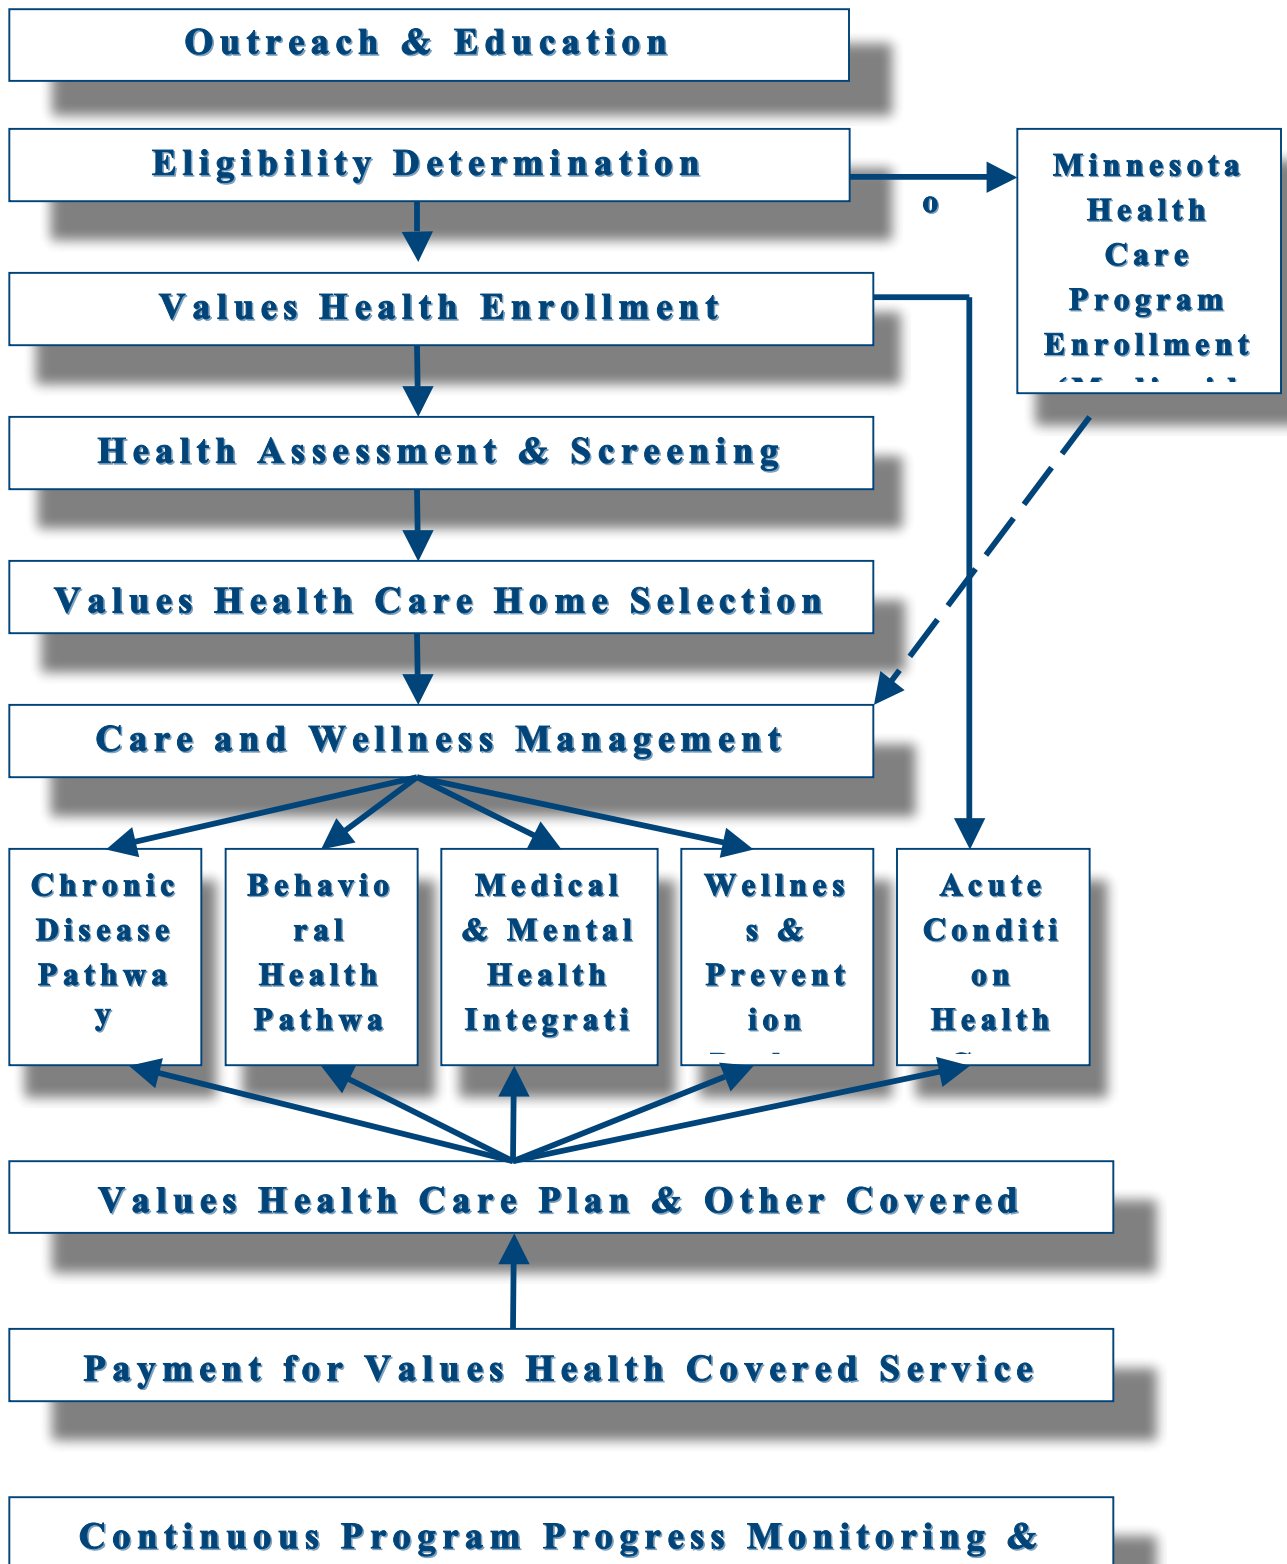 Outreach & Education
Eligibility Determination
o
Minnesota
Health
Care
Program
Enrollment
Values Health Enrollment
Health Assessment & Screening
Values Health Care Home Selection
Care and Wellness Management
Chronic
Disease
Pathwa
y
Behavio
ral
Health
Pathwa
Medical
& Mental
Health
Integrati
Wellnes
s &
Prevent
ion
Acute
Conditi
on
Health
Values Health Care Plan & Other Covered
Payment for Values Health Covered Service
Continuous Program Progress Monitoring &